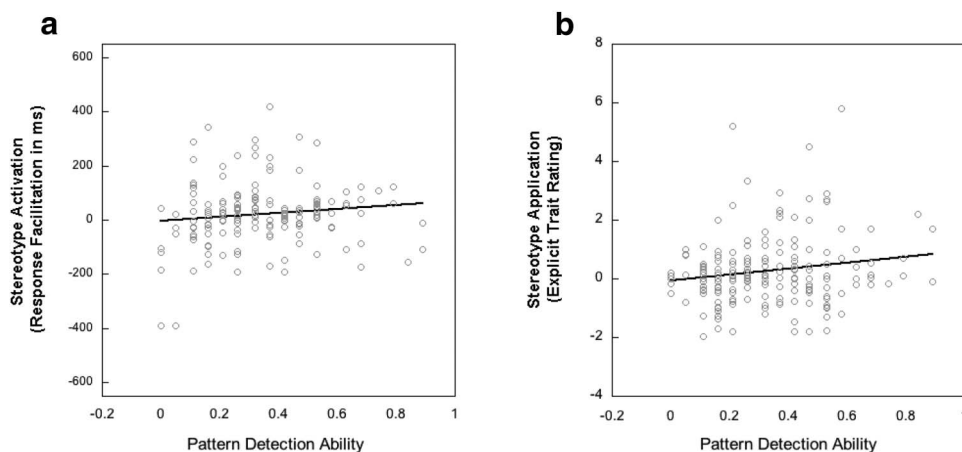 a
Stereotype Activation
(Response Facilitation in ms)
600
400
200
0
-200
-400
-600
-0.2 0 0.2 0.4 0.6 0.8 1
Pattern Detection Ability
b
Stereotype Application
(Explicit Trait Rating)
8
6
4
2
0
-2
-4
-0.2 0 0.2 0.4 0.6 0.8 1
Pattern Detection Ability